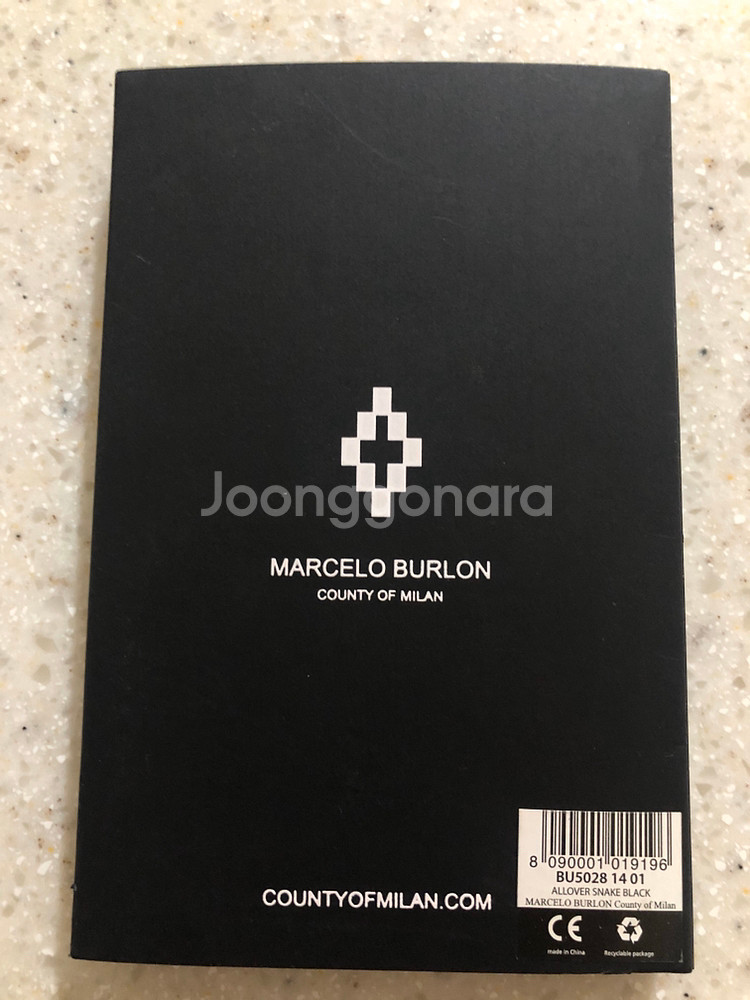 Joonggonara
MARCELO BURLON
COUNTY OF MILAN
8 090001 019196
BU5028 14 01
ALLOVER SNAKE BLACK
MARCELO BURLON County of Milan
COUNTYOFMILAN.COM
CE
made in China
Recyclable package